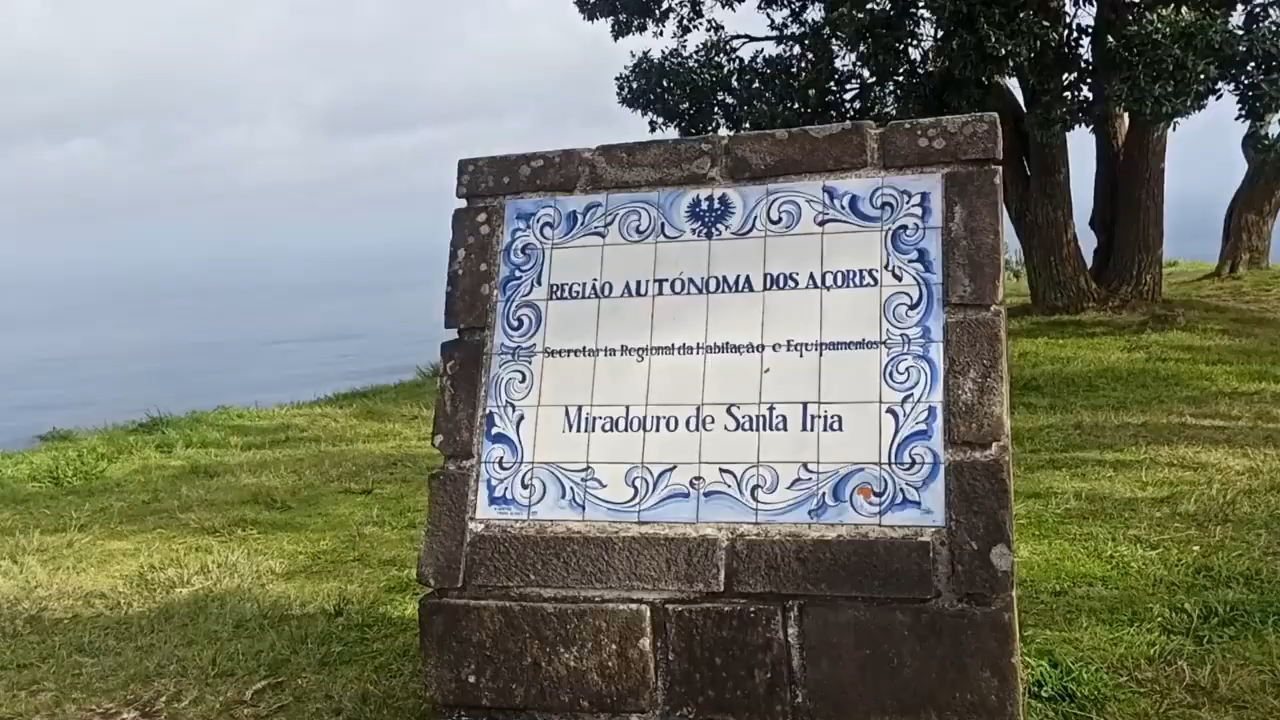 REGIÃO AUTÓNOMA DOS AÇORES
Secretaria Regional da Habitação e Equipamentos
Miradouro de Santa Iria